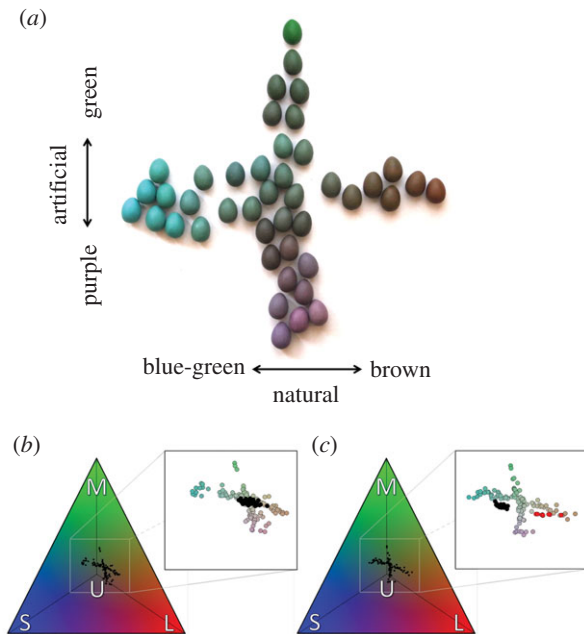 (a)
green
artificial
purple
blue-green
brown
natural
(b)
M
U
S
L
(c)
M
U
S
L